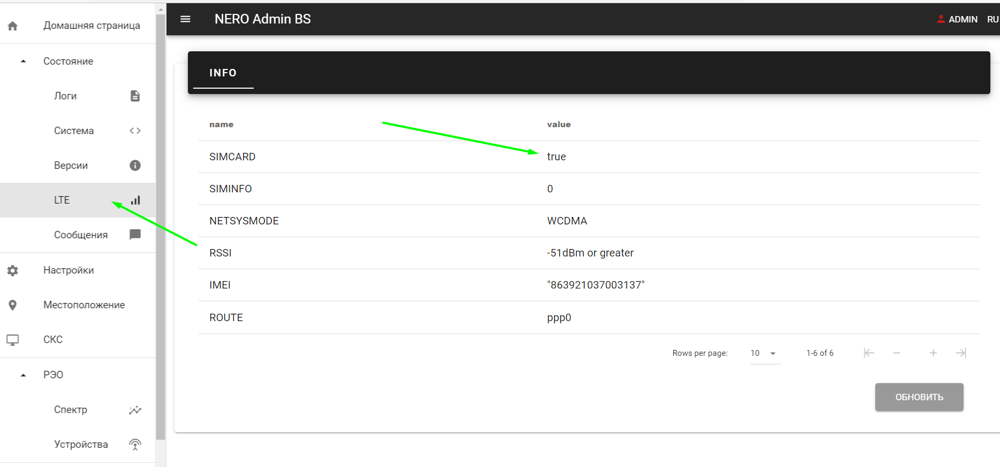 Домашняя страница
Состояние
Логи
Система
Версии
LTE
Сообщения
Настройки
Местоположение
СКС
РЭО
Спектр
Устройства
NERO Admin BS
ADMIN RU
INFO
name value
SIMCARD true
SIMINFO 0
NETSYSMODE WCDMA
RSSI -51dBm or greater
IMEI "863921037003137"
ROUTE ppp0
Rows per page: 10 1-6 of 6
ОБНОВИТЬ